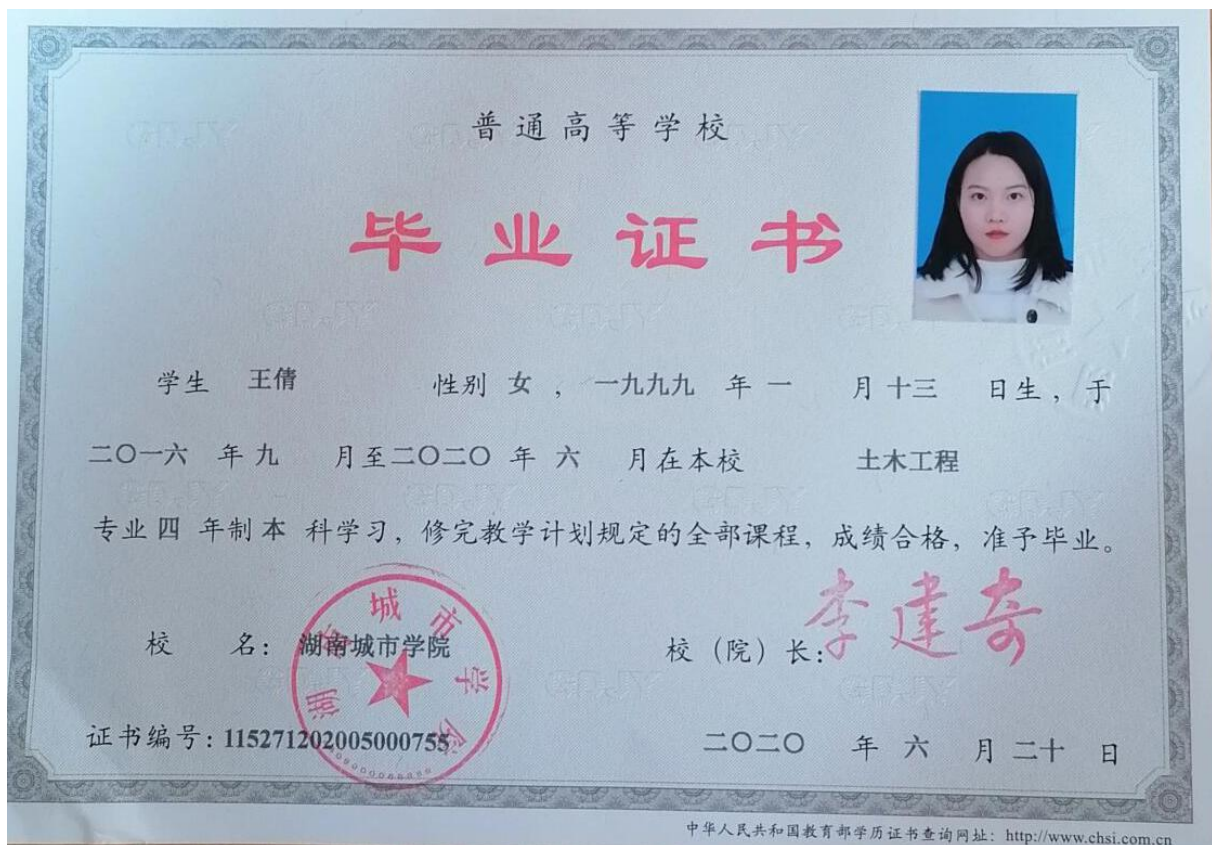 普通高等学校
毕业证书
学生 王倩 性别 女 ， 一九九九 年 一 月 十三 日生，于
二〇一六 年 九 月至二〇二〇 年 六 月在本校 土木工程
专业 四 年制 本 科学习，修完教学计划规定的全部课程，成绩合格，准予毕业。
湖南城市学院
校 名： 湖南城市学院
校（院）长： 李建奇
证书编号：115271202005000755
二〇二〇 年 六 月 二十 日
中华人民共和国教育部学历证书查询网址：http://www.chsi.com.cn